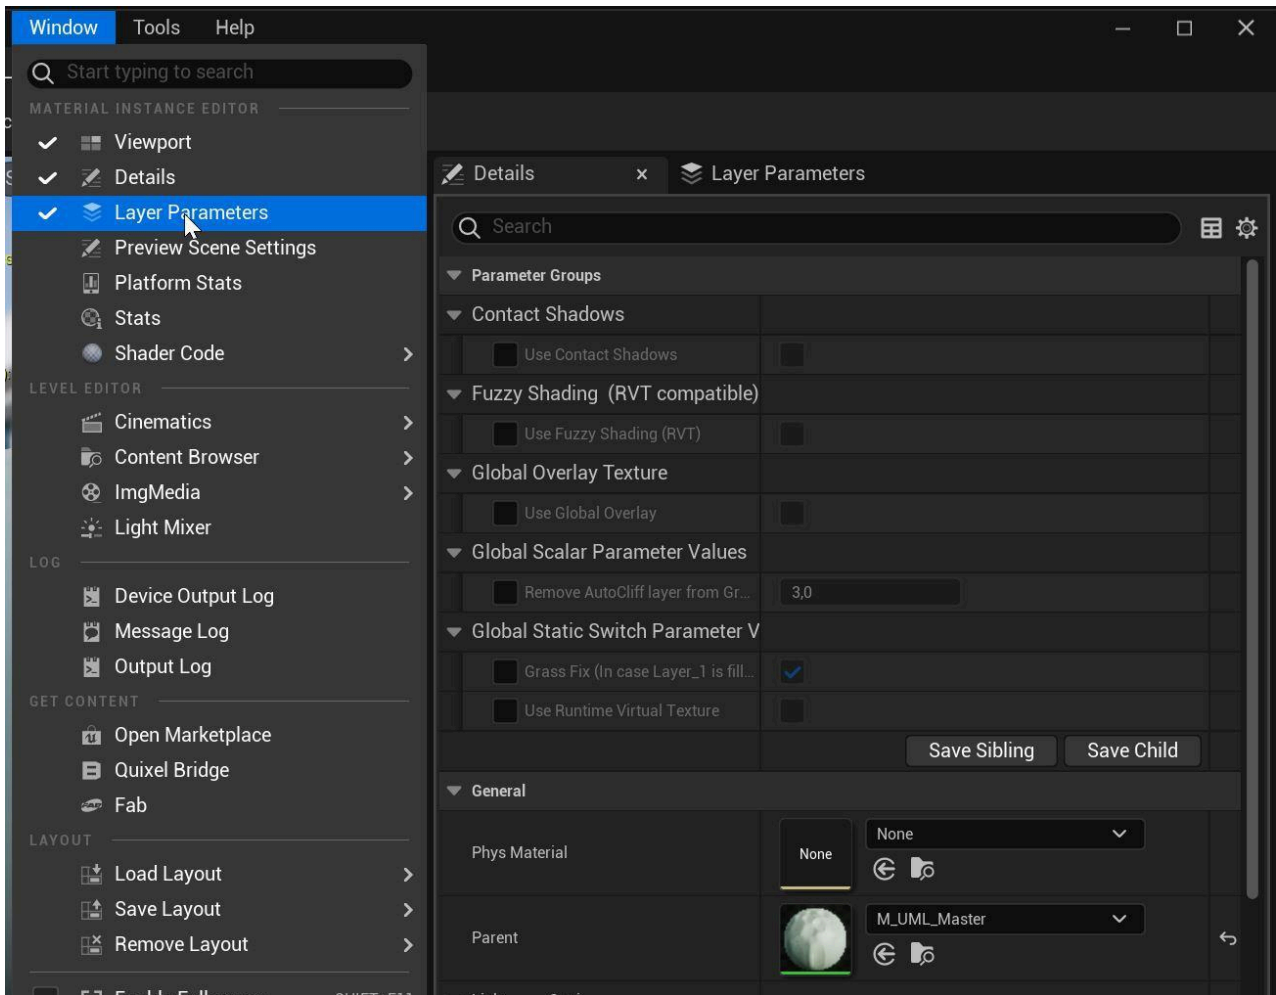 Window Tools Help
Start typing to search
MATERIAL INSTANCE EDITOR
Viewport
Details
Layer Parameters
Preview Scene Settings
Platform Stats
Stats
Shader Code
LEVEL EDITOR
Cinematics
Content Browser
ImgMedia
Light Mixer
LOG
Device Output Log
Message Log
Output Log
GET CONTENT
Open Marketplace
Quixel Bridge
Fab
LAYOUT
Load Layout
Save Layout
Remove Layout
Details Layer Parameters
Search
Parameter Groups
Contact Shadows
Use Contact Shadows
Fuzzy Shading (RVT compatible)
Use Fuzzy Shading (RVT)
Global Overlay Texture
Use Global Overlay
Global Scalar Parameter Values
Remove AutoCliff layer from Gr... 3,0
Global Static Switch Parameter V
Grass Fix (In case Layer_1 is fill...
Use Runtime Virtual Texture
Save Sibling Save Child
General
Phys Material None None
Parent M_UML_Master